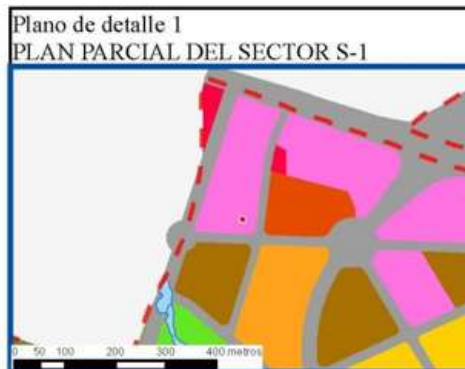 Plano de detalle 1
PLAN PARCIAL DEL SECTOR S-1
0 50 100 200 300 400 metros